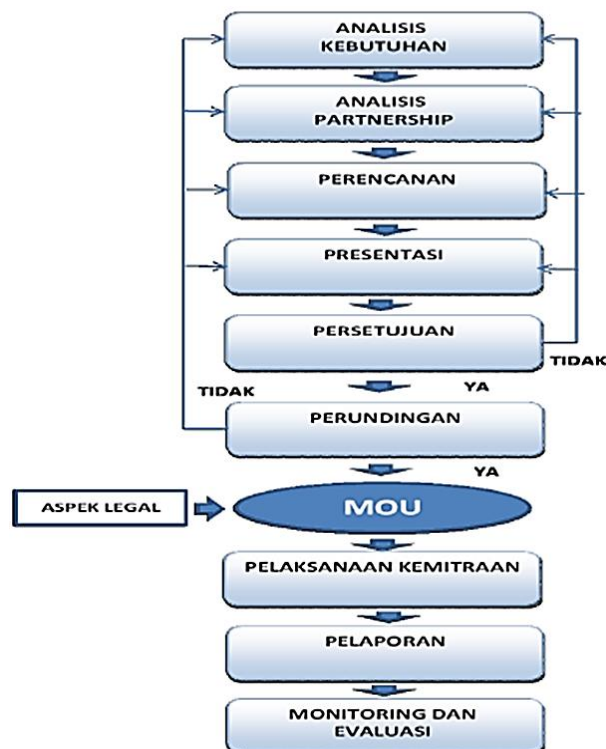 ANALISIS
KEBUTUHAN
ANALISIS
PARTNERSHIP
PERENCANAN
PRESENTASI
PERSETUJUAN
TIDAK
YA
TIDAK
PERUNDINGAN
YA
ASPEK LEGAL
MOU
PELAKSANAAN KEMITRAAN
PELAPORAN
MONITORING DAN
EVALUASI